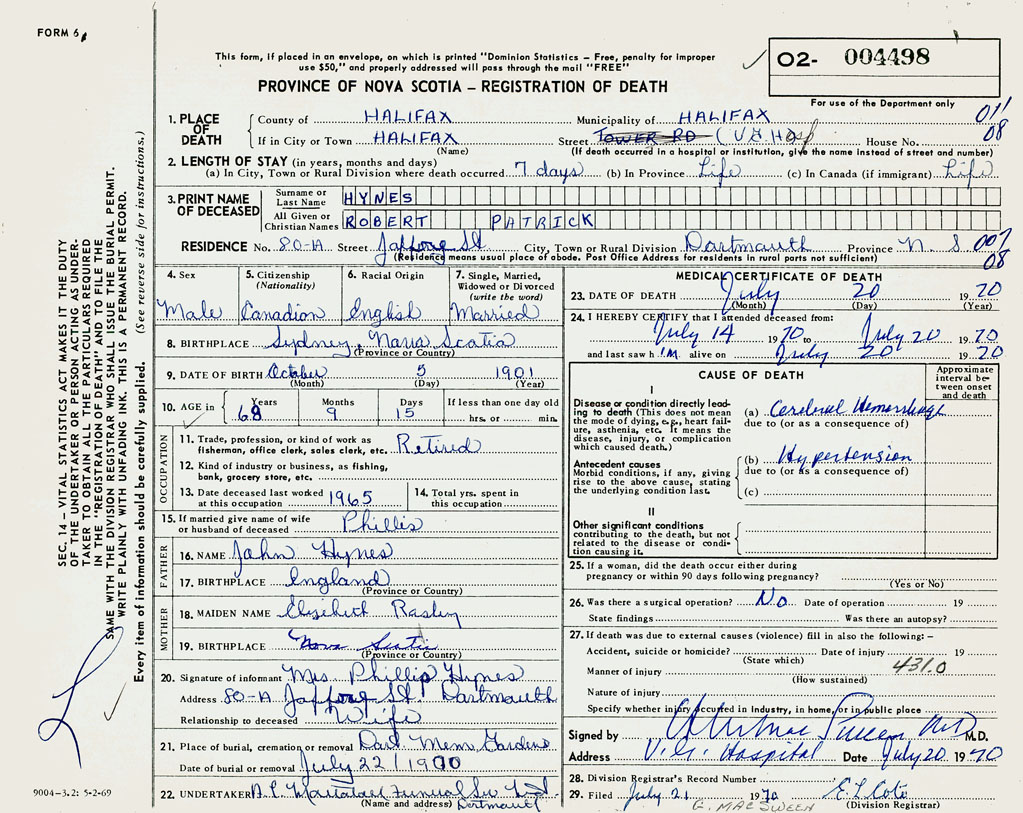 FORM 6
This form, if placed in an envelope, on which is printed "Dominion Statistics – Free, penalty for improper
use $50," and properly addressed will pass through the mail "FREE"
O2- 004498
PROVINCE OF NOVA SCOTIA – REGISTRATION OF DEATH
For use of the Department only
1. PLACE OF DEATH
County of HALIFAX Municipality of HALIFAX 011
If in City or Town HALIFAX Street TOWER RD (V G Hosp House No. 08
(Name) (If death occurred in a hospital or institution, give the name instead of street and number)
2. LENGTH OF STAY (in years, months and days)
(a) In City, Town or Rural Division where death occurred 7 days (b) In Province Life (c) In Canada (if immigrant) Life
3. PRINT NAME OF DECEASED
Surname or Last Name HYNES
All Given or Christian Names ROBERT PATRICK
RESIDENCE No. 80-A Street City, Town or Rural Division Dartmouth Province N S 007
(Residence means usual place of abode. Post Office Address for residents in rural parts not sufficient) 08
4. Sex
Male
5. Citizenship
(Nationality)
Canadian
6. Racial Origin
English
7. Single, Married,
Widowed or Divorced
(write the word)
Married
8. BIRTHPLACE Sydney, Nova Scotia
(Province or Country)
9. DATE OF BIRTH October 5 1901
(Month) (Day) (Year)
10. AGE in Years Months Days If less than one day old
68 9 15 hrs. or min.
OCCUPATION
11. Trade, profession, or kind of work as
fisherman, office clerk, sales clerk, etc. Retired
12. Kind of industry or business, as fishing,
bank, grocery store, etc.
13. Date deceased last worked
at this occupation 1965
14. Total yrs. spent in
this occupation
15. If married give name of wife
or husband of deceased Phillis
FATHER
16. NAME John Hynes
17. BIRTHPLACE England
(Province or Country)
MOTHER
18. MAIDEN NAME Elizabeth
19. BIRTHPLACE Nova Scotia
(Province or Country)
20. Signature of informant Mrs. Phillis Hynes
Address 80-A St. Dartmouth
Relationship to deceased Wife
21. Place of burial, cremation or removal Dart Mem Gardens
Date of burial or removal July 22/1970
22. UNDERTAKER Funeral Ltd
(Name and address) Dartmouth
MEDICAL CERTIFICATE OF DEATH
23. DATE OF DEATH July 20 1970
(Month) (Day) (Year)
24. I HEREBY CERTIFY that I attended deceased from:
July 14 1970 to July 20 1970
and last saw h im alive on July 20 1970
CAUSE OF DEATH
Approximate
interval be-
tween onset
and death
I
Disease or condition directly lead-
ing to death (This does not mean
the mode of dying, e.g., heart fail-
ure, asthenia, etc. It means the
disease, injury, or complication
which caused death.)
(a) Cerebral Hemorrhage
due to (or as a consequence of)
Antecedent causes
Morbid conditions, if any, giving
rise to the above cause, stating
the underlying condition last.
(b) Hypertension
due to (or as a consequence of)
(c)
II
Other significant conditions
contributing to the death, but not
related to the disease or condi-
tion causing it.
25. If a woman, did the death occur either during
pregnancy or within 90 days following pregnancy?
(Yes or No)
26. Was there a surgical operation? No Date of operation 19
State findings Was there an autopsy?
27. If death was due to external causes (violence) fill in also the following: –
Accident, suicide or homicide? Date of injury 19
(State which)
Manner of injury 431.0
(How sustained)
Nature of injury
Specify whether injury occurred in industry, in home, or in public place
Signed by M.D.
Address V.G. Hospital Date July 20 1970
28. Division Registrar's Record Number
29. Filed July 21 1970 E L Cote
G. MACSWEEN (Division Registrar)
SEC. 14 – VITAL STATISTICS ACT MAKES IT THE DUTY
OF THE UNDERTAKER OR PERSON ACTING AS UNDER-
TAKER TO OBTAIN ALL THE PARTICULARS REQUIRED
IN THE "REGISTRATION OF DEATH" AND TO FILE THE
SAME WITH THE DIVISION REGISTRAR WHO SHALL ISSUE THE BURIAL PERMIT.
WRITE PLAINLY WITH UNFADING INK. THIS IS A PERMANENT RECORD.
Every item of information should be carefully supplied. (See reverse side for instructions.)
9004-3.2: 5-2-69